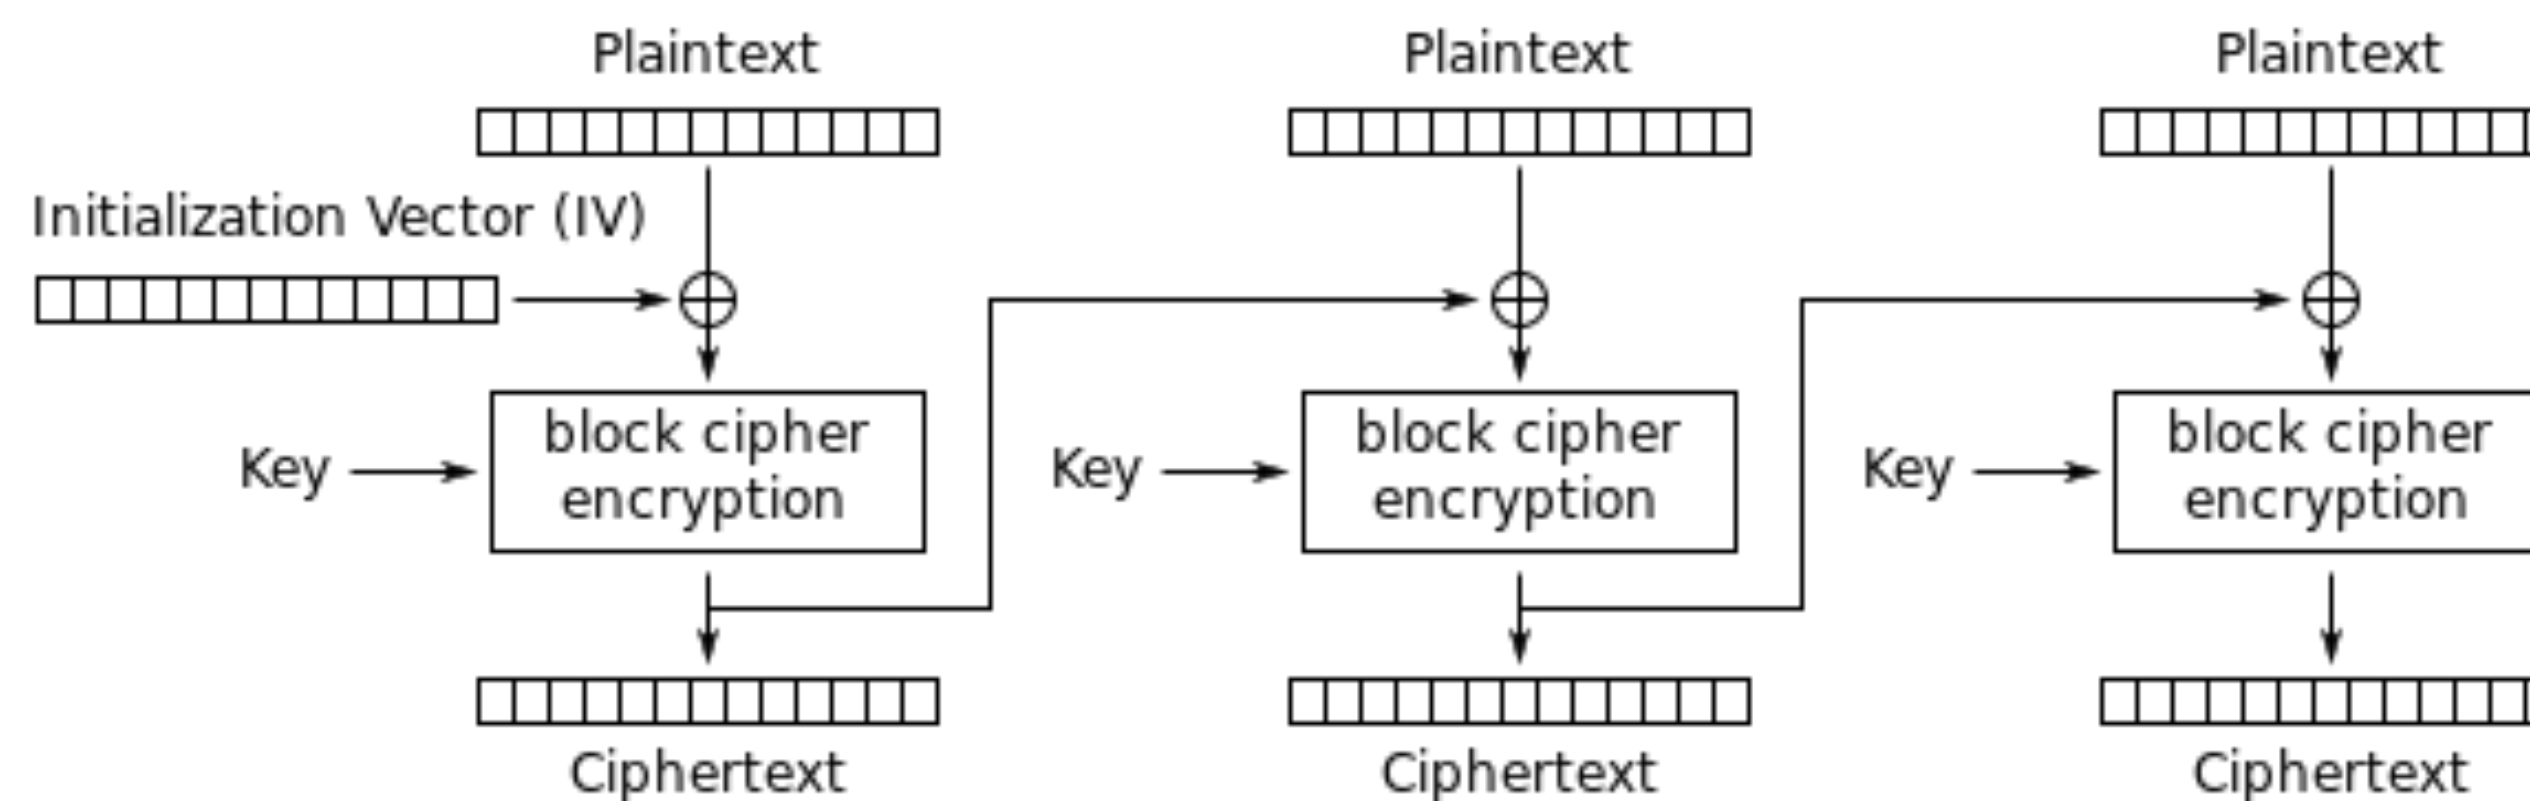 Plaintext
Plaintext
Plaintext
Initialization Vector (IV)
Key
block cipher
encryption
Key
block cipher
encryption
Key
block cipher
encryption
Ciphertext
Ciphertext
Ciphertext